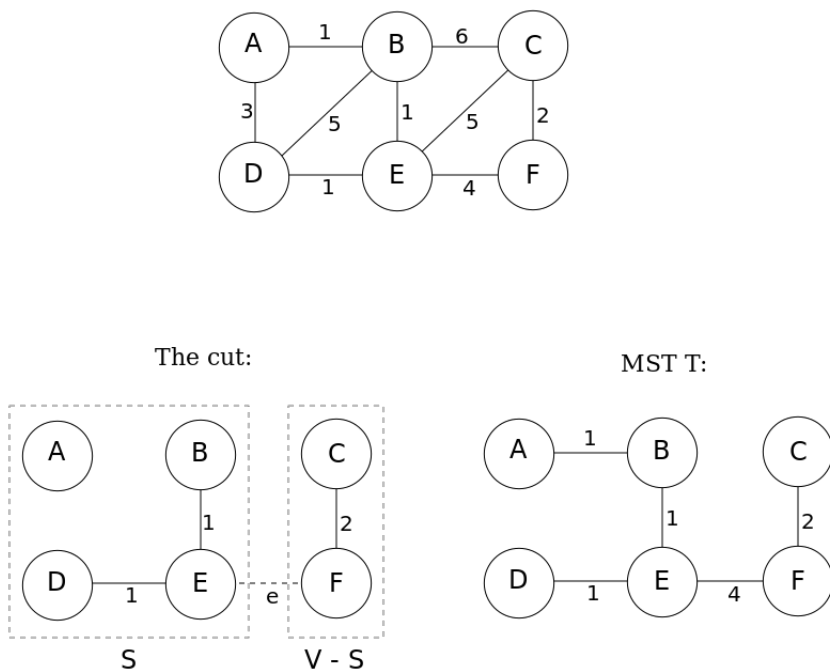 A 1 B 6 C
3 5 1 5 2
D 1 E 4 F
The cut:
MST T:
A B C
1 2
D 1 E e F
S V - S
A 1 B C
1 2
D 1 E 4 F